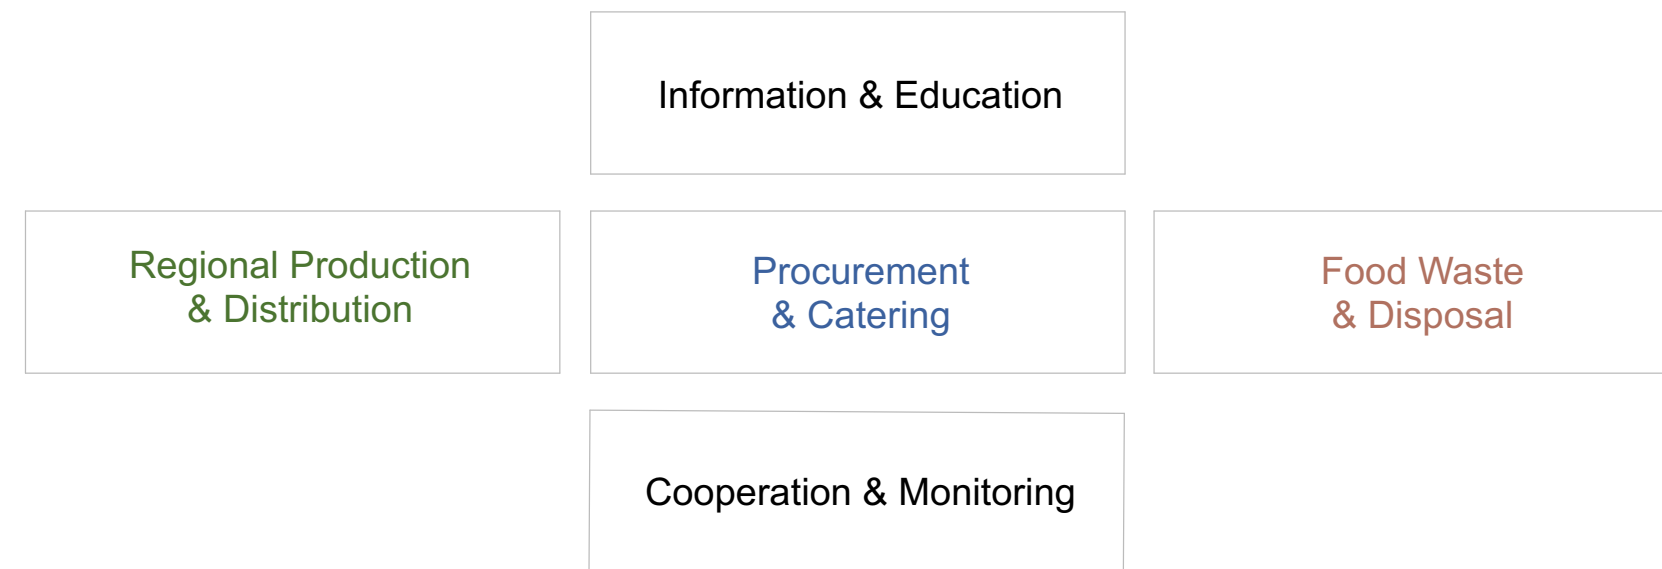 Information & Education
Regional Production
& Distribution
Procurement
& Catering
Food Waste
& Disposal
Cooperation & Monitoring